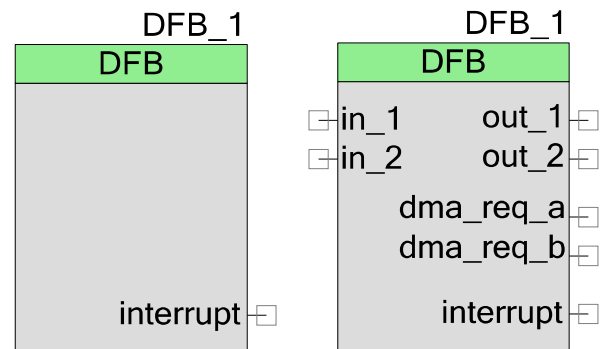 DFB_1
DFB
interrupt
DFB_1
DFB
in_1
out_1
in_2
out_2
dma_req_a
dma_req_b
interrupt